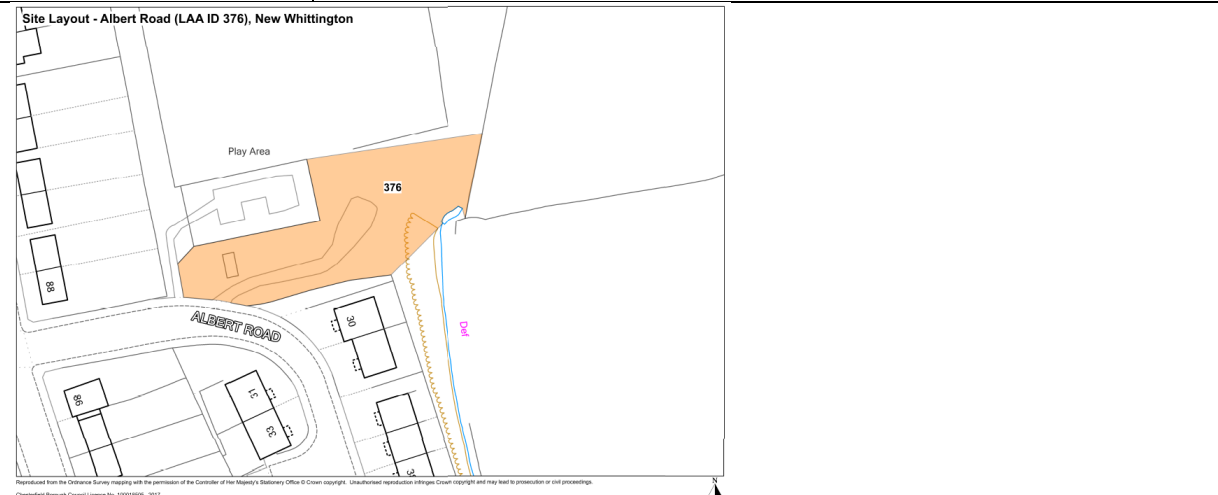 Site Layout - Albert Road (LAA ID 376), New Whittington
Play Area
376
88
30
ALBERT ROAD
Def
86
31
33
Reproduced from the Ordnance Survey mapping with the permission of the Controller of Her Majesty's Stationery Office © Crown copyright. Unauthorised reproduction infringes Crown copyright and may lead to prosecution or civil proceedings.
N